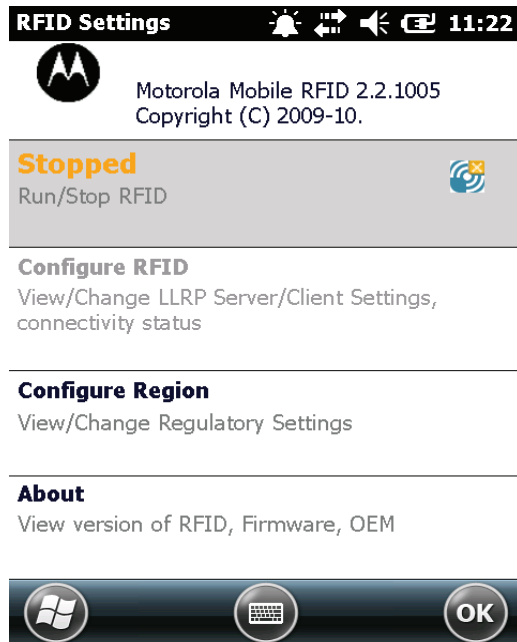 RFID Settings 11:22
Motorola Mobile RFID 2.2.1005
Copyright (C) 2009-10.
Stopped
Run/Stop RFID
Configure RFID
View/Change LLRP Server/Client Settings,
connectivity status
Configure Region
View/Change Regulatory Settings
About
View version of RFID, Firmware, OEM
OK